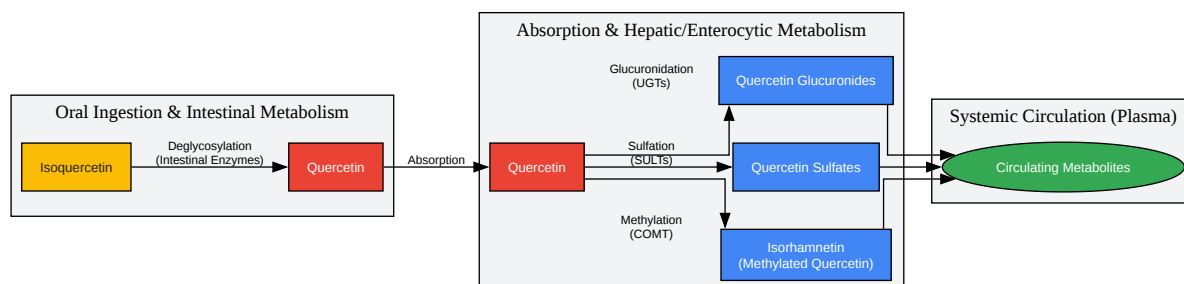 Oral Ingestion & Intestinal Metabolism
Isoquercetin
Deglycosylation
(Intestinal Enzymes)
Quercetin
Absorption
Absorption & Hepatic/Enterocytic Metabolism
Quercetin
Glucuronidation
(UGTs)
Quercetin Glucuronides
Sulfation
(SULTs)
Quercetin Sulfates
Methylation
(COMT)
Isorhamnetin
(Methylated Quercetin)
Systemic Circulation (Plasma)
Circulating Metabolites